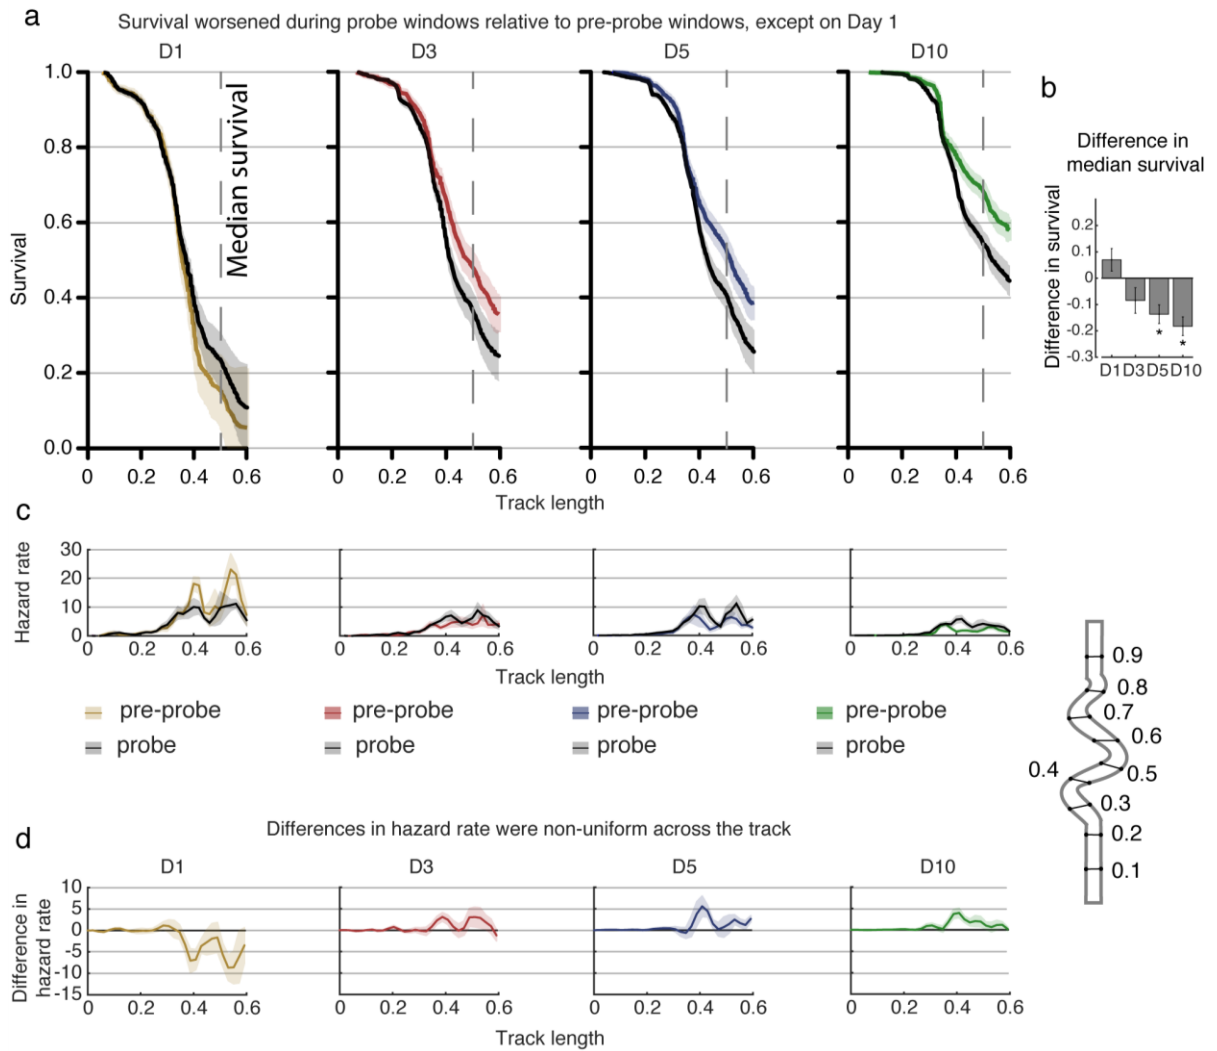 a
Survival worsened during probe windows relative to pre-probe windows, except on Day 1
D1 D3 D5 D10
1.0
0.8
0.6
0.4
0.2
0.0
Survival
Median survival
0 0.2 0.4 0.6 0 0.2 0.4 0.6 0 0.2 0.4 0.6 0 0.2 0.4 0.6
Track length
b
Difference in
median survival
Difference in survival
0.2
0.1
0
-0.1
-0.2
-0.3
* *
D1 D3 D5 D10
c
Hazard rate
30
20
10
0
0 0.2 0.4 0.6 0 0.2 0.4 0.6 0 0.2 0.4 0.6 0 0.2 0.4 0.6
Track length
pre-probe pre-probe pre-probe pre-probe
probe probe probe probe
0.9
0.8
0.7
0.6
0.5
0.4
0.3
0.2
0.1
d
Differences in hazard rate were non-uniform across the track
D1 D3 D5 D10
Difference in
hazard rate
10
5
0
-5
-10
-15
0 0.2 0.4 0.6 0 0.2 0.4 0.6 0 0.2 0.4 0.6 0 0.2 0.4 0.6
Track length